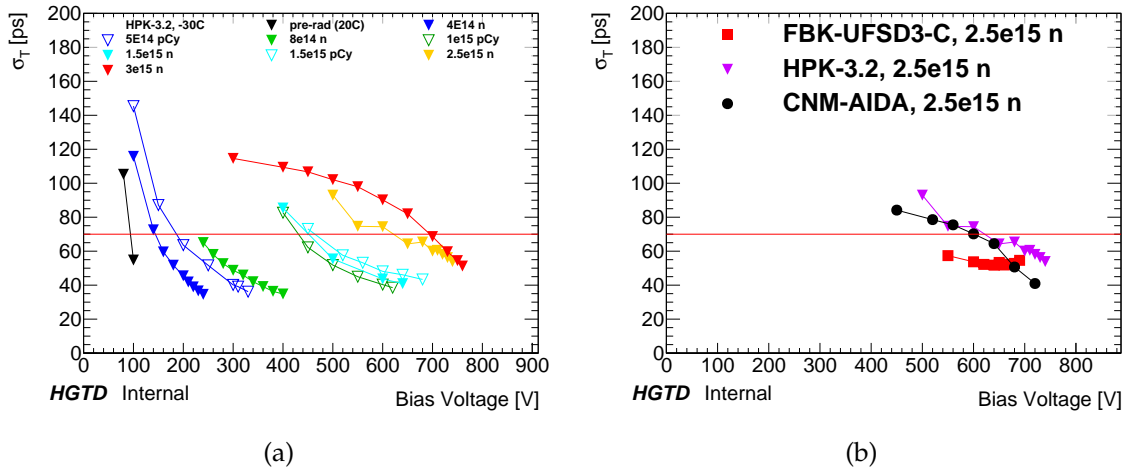 σT [ps]
200
180
160
140
120
100
80
60
40
20
0
HPK-3.2, -30C
pre-rad (20C)
4E14 n
5E14 pCy
8e14 n
1e15 pCy
1.5e15 n
1.5e15 pCy
2.5e15 n
3e15 n
0 100 200 300 400 500 600 700 800 900
HGTD Internal
Bias Voltage [V]
(a)
σT [ps]
200
180
160
140
120
100
80
60
40
20
0
FBK-UFSD3-C, 2.5e15 n
HPK-3.2, 2.5e15 n
CNM-AIDA, 2.5e15 n
0 100 200 300 400 500 600 700 800
HGTD Internal
Bias Voltage [V]
(b)